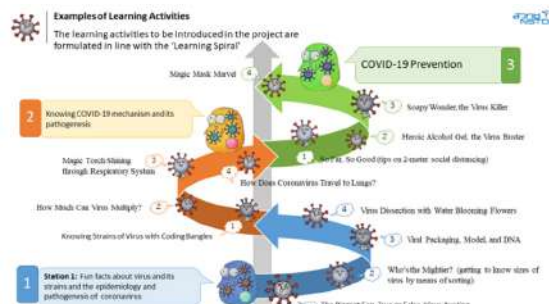 Examples of Learning Activities
The learning activities to be Introduced in the project are
formulated in line with the 'Learning Spiral'
COVID-19 Prevention
3
Magic Mask Marvel
4
3
Soapy Wonder, the Virus Killer
2
Heroic Alcohol Gel, the Virus Buster
1
So Far, So Good (tips on 2-meter social distancing)
2
Knowing COVID-19 mechanism and its
pathogenesis
Magic Torch Shining
through Respiratory System
3
4
How Does Coronavirus Travel to Lungs?
How Much Can Virus Multiply?
2
1
Knowing Strains of Virus with Coding Bangles
4
Virus Dissection with Water Blooming Flowers
3
Viral Packaging, Model, and DNA
2
Who's the Mightier? (getting to know sizes of
virus by means of sorting)
1
Station 1: Fun facts about virus and its
strains and the epidemiology and
pathogenesis of coronavirus